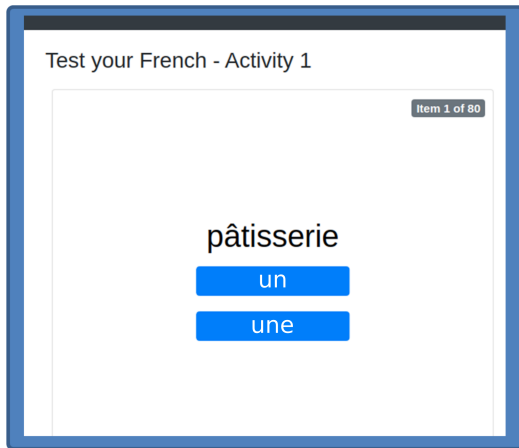 Test your French - Activity 1
Item 1 of 80
pâtisserie
un
une